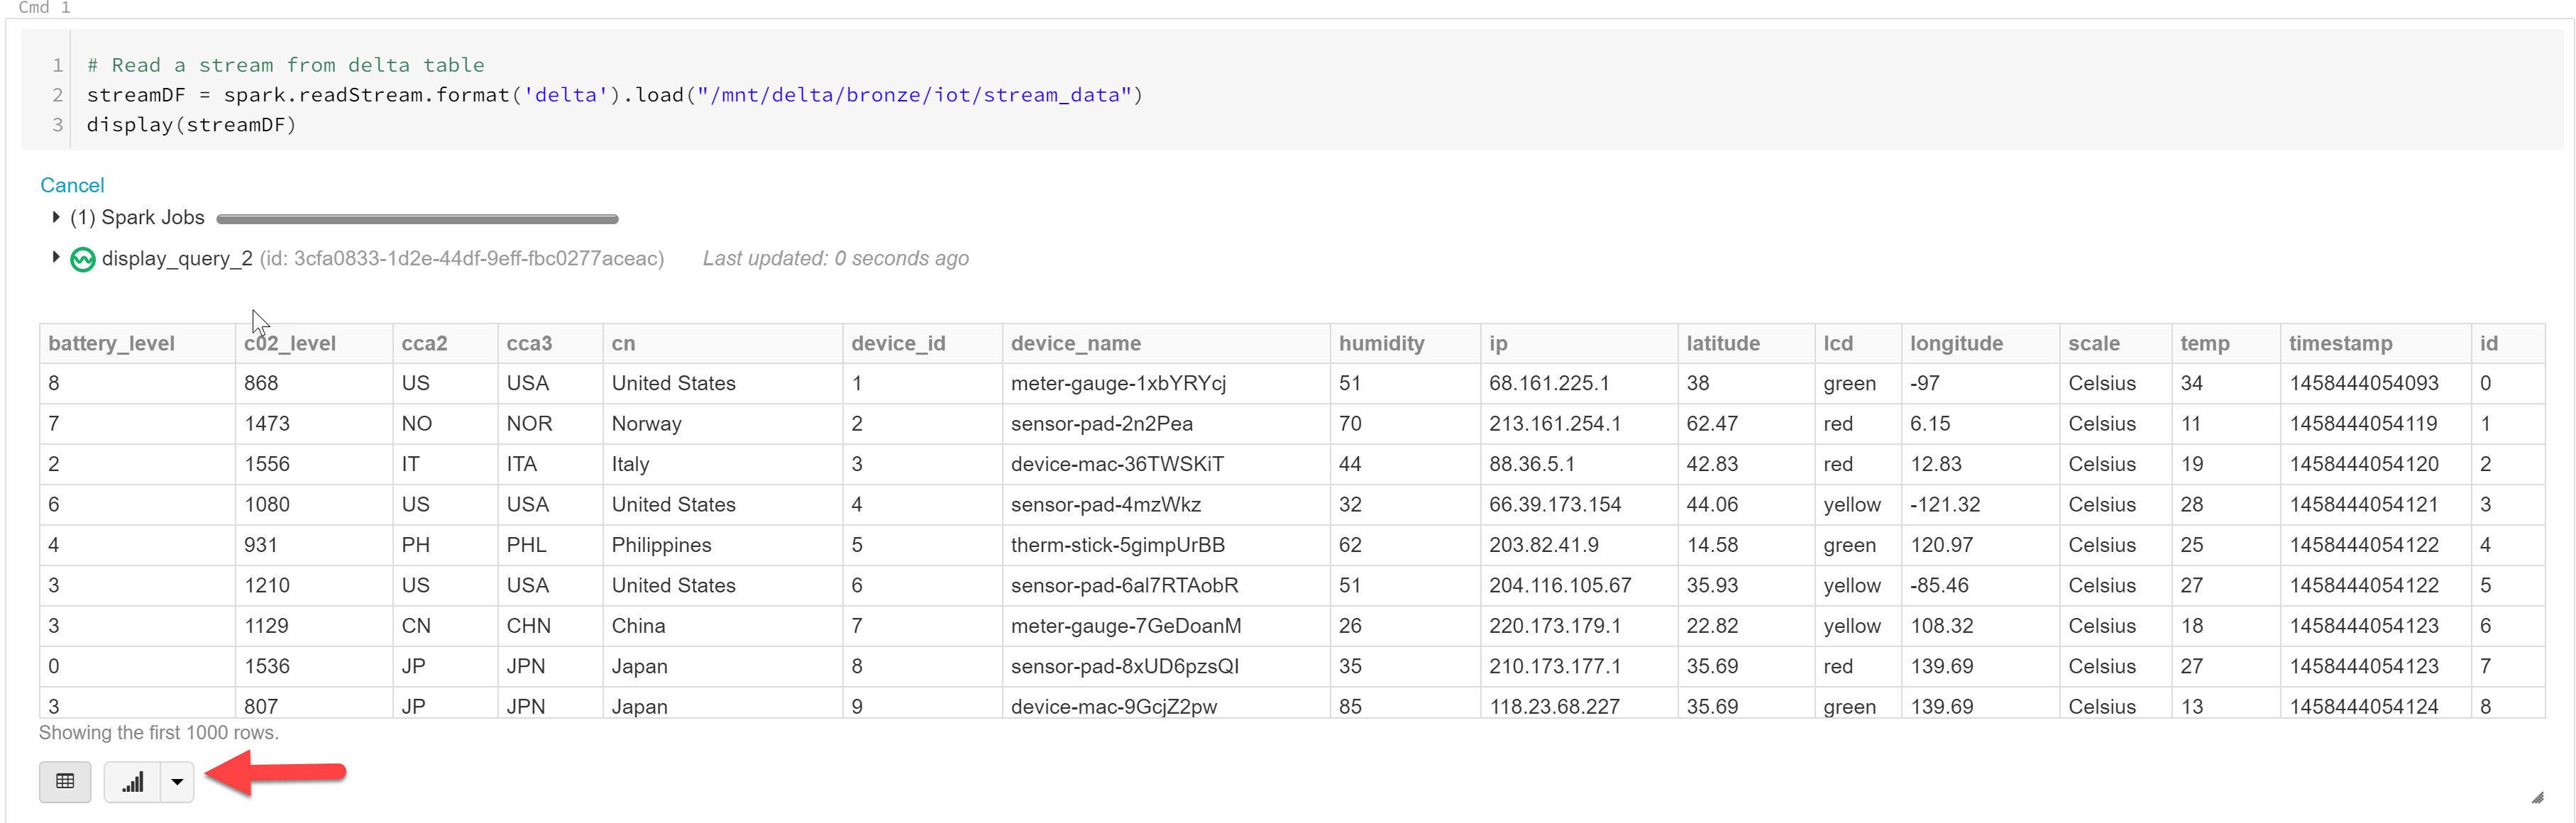 Cmd 1
1 # Read a stream from delta table
2 streamDF = spark.readStream.format('delta').load("/mnt/delta/bronze/iot/stream_data")
3 display(streamDF)
Cancel
(1) Spark Jobs
display_query_2 (id: 3cfa0833-1d2e-44df-9eff-fbc0277aceac) Last updated: 0 seconds ago
battery_level c02_level cca2 cca3 cn device_id device_name humidity ip latitude lcd longitude scale temp timestamp id
8 868 US USA United States 1 meter-gauge-1xbYRYcj 51 68.161.225.1 38 green -97 Celsius 34 1458444054093 0
7 1473 NO NOR Norway 2 sensor-pad-2n2Pea 70 213.161.254.1 62.47 red 6.15 Celsius 11 1458444054119 1
2 1556 IT ITA Italy 3 device-mac-36TWSKiT 44 88.36.5.1 42.83 red 12.83 Celsius 19 1458444054120 2
6 1080 US USA United States 4 sensor-pad-4mzWkz 32 66.39.173.154 44.06 yellow -121.32 Celsius 28 1458444054121 3
4 931 PH PHL Philippines 5 therm-stick-5gimpUrBB 62 203.82.41.9 14.58 green 120.97 Celsius 25 1458444054122 4
3 1210 US USA United States 6 sensor-pad-6al7RTAobR 51 204.116.105.67 35.93 yellow -85.46 Celsius 27 1458444054122 5
3 1129 CN CHN China 7 meter-gauge-7GeDoanM 26 220.173.179.1 22.82 yellow 108.32 Celsius 18 1458444054123 6
0 1536 JP JPN Japan 8 sensor-pad-8xUD6pzsQI 35 210.173.177.1 35.69 red 139.69 Celsius 27 1458444054123 7
3 807 JP JPN Japan 9 device-mac-9GcjZ2pw 85 118.23.68.227 35.69 green 139.69 Celsius 13 1458444054124 8
Showing the first 1000 rows.